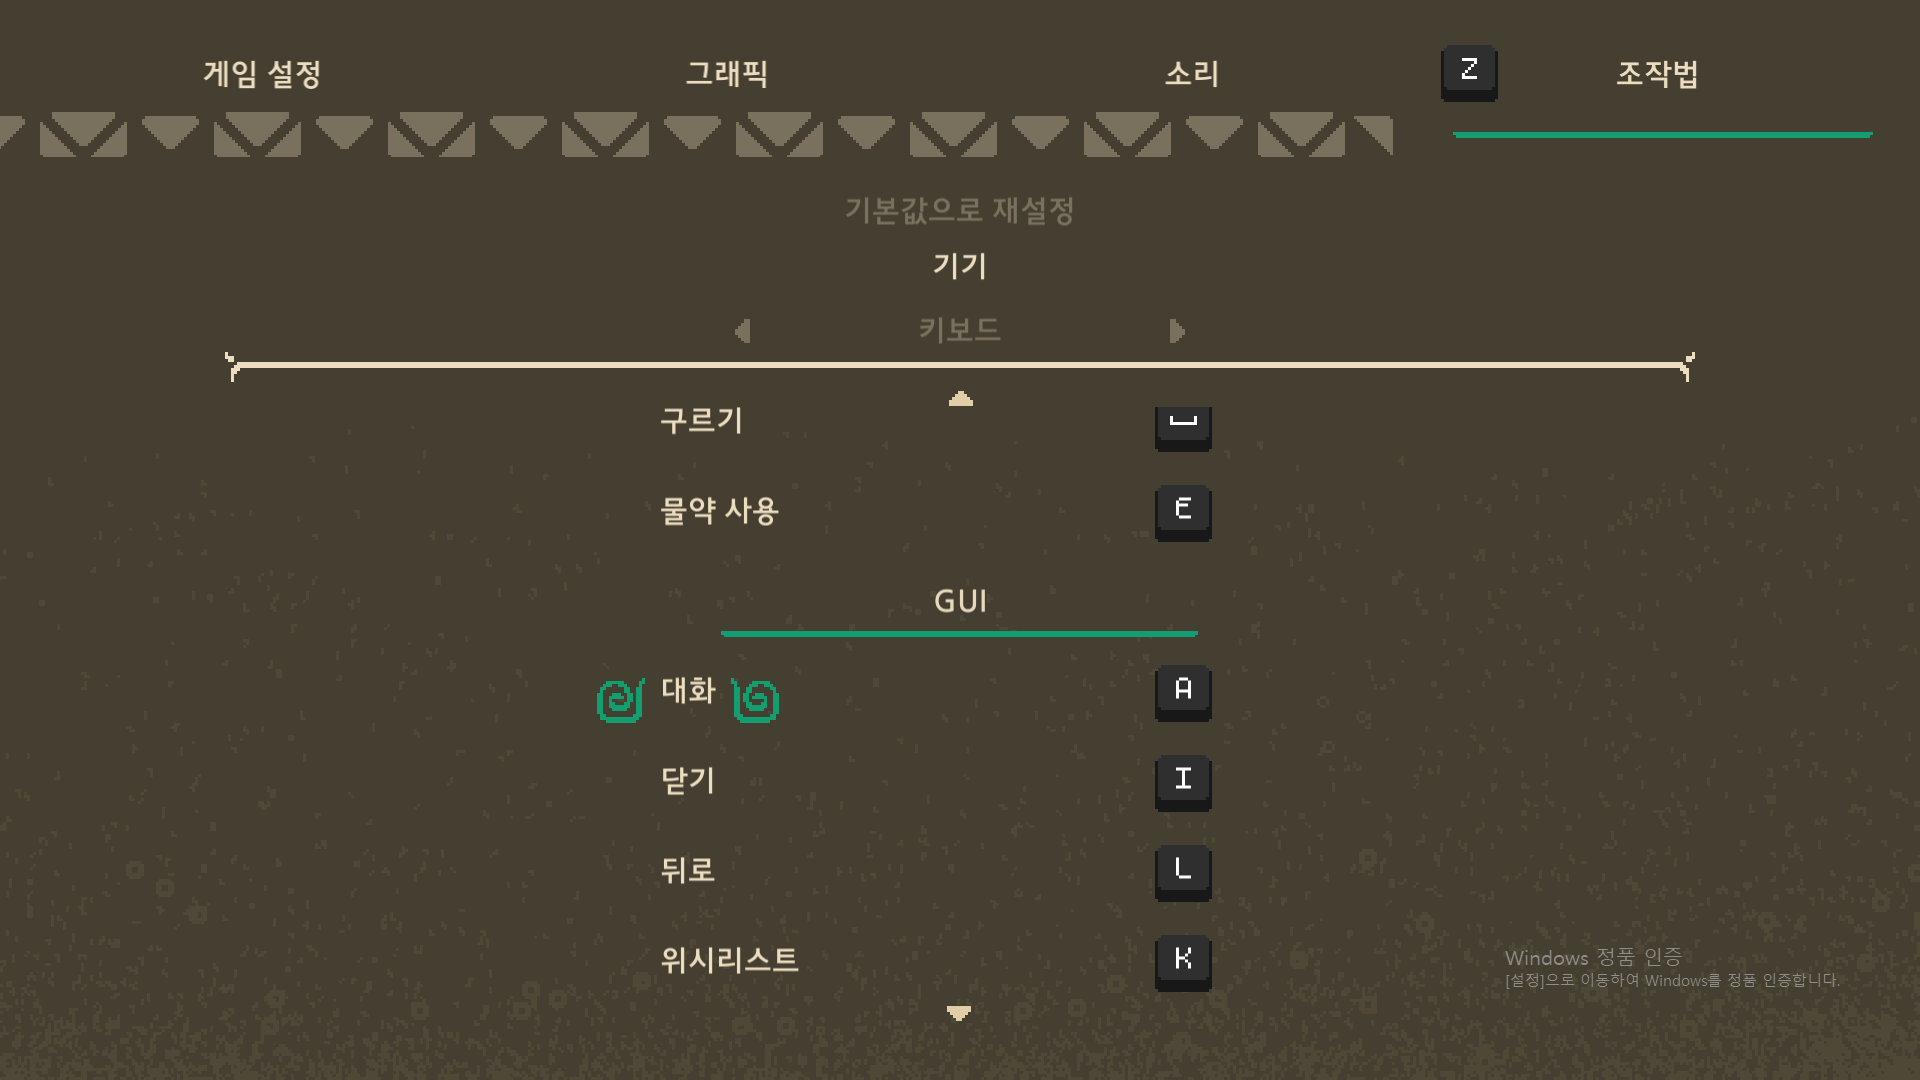 게임 설정
그래픽
소리
Z
조작법
기본값으로 재설정
기기
키보드
구르기
물약 사용 E
GUI
대화 A
닫기 I
뒤로 L
위시리스트 K
Windows 정품 인증
[설정]으로 이동하여 Windows를 정품 인증합니다.